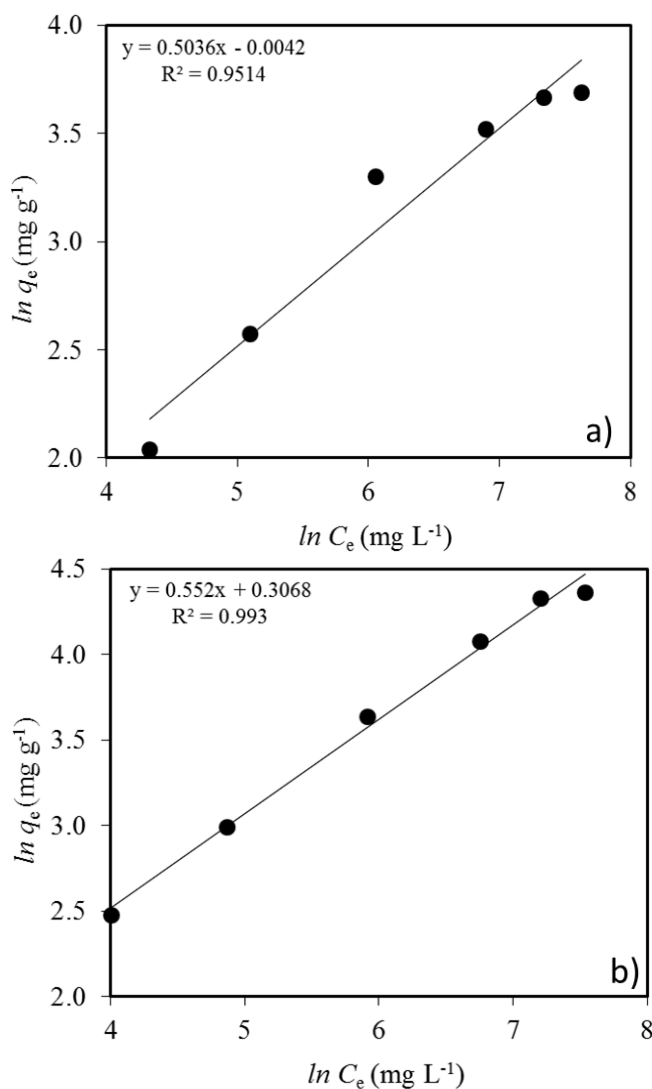 y = 0.5036x - 0.0042
R² = 0.9514
4.0
3.5
3.0
2.5
2.0
ln qₑ (mg g⁻¹)
a)
4 5 6 7 8
ln Cₑ (mg L⁻¹)
y = 0.552x + 0.3068
R² = 0.993
4.5
4.0
3.5
3.0
2.5
2.0
ln qₑ (mg g⁻¹)
b)
4 5 6 7 8
ln Cₑ (mg L⁻¹)